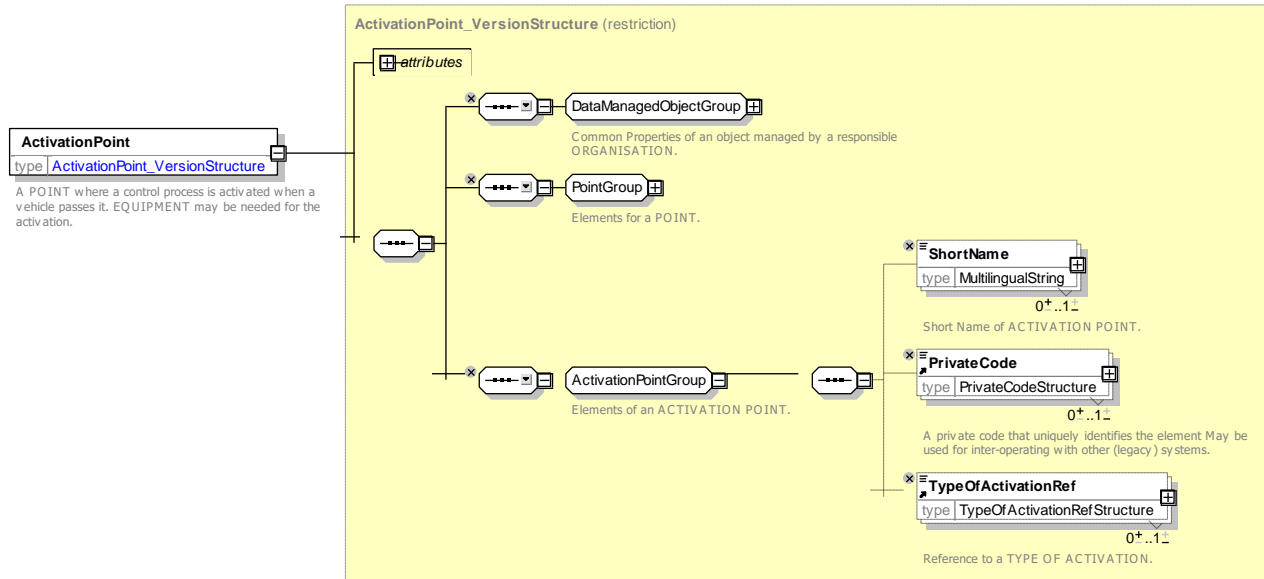 ActivationPoint_VersionStructure (restriction)
attributes
DataManagedObjectGroup
Common Properties of an object managed by a responsible
ORGANISATION.
ActivationPoint
type ActivationPoint_VersionStructure
A POINT where a control process is activated when a
vehicle passes it. EQUIPMENT may be needed for the
activation.
PointGroup
Elements for a POINT.
ShortName
type MultilingualString
0±..1±
Short Name of ACTIVATION POINT.
PrivateCode
type PrivateCodeStructure
0±..1±
A private code that uniquely identifies the element May be
used for inter-operating with other (legacy) systems.
ActivationPointGroup
Elements of an ACTIVATION POINT.
TypeOfActivationRef
type TypeOfActivationRefStructure
0±..1±
Reference to a TYPE OF ACTIVATION.